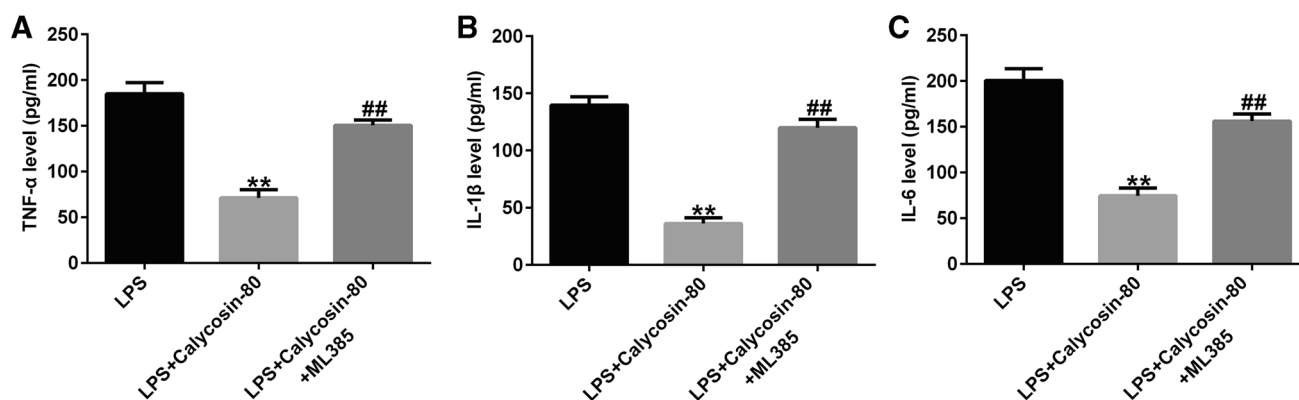 A
TNF-α level (pg/ml)
250
200
150
100
50
0
**
##
LPS
LPS+Calycosin-80
LPS+Calycosin-80
+ML385
B
IL-1β level (pg/ml)
200
150
100
50
0
**
##
LPS
LPS+Calycosin-80
LPS+Calycosin-80
+ML385
C
IL-6 level (pg/ml)
250
200
150
100
50
0
**
##
LPS
LPS+Calycosin-80
LPS+Calycosin-80
+ML385